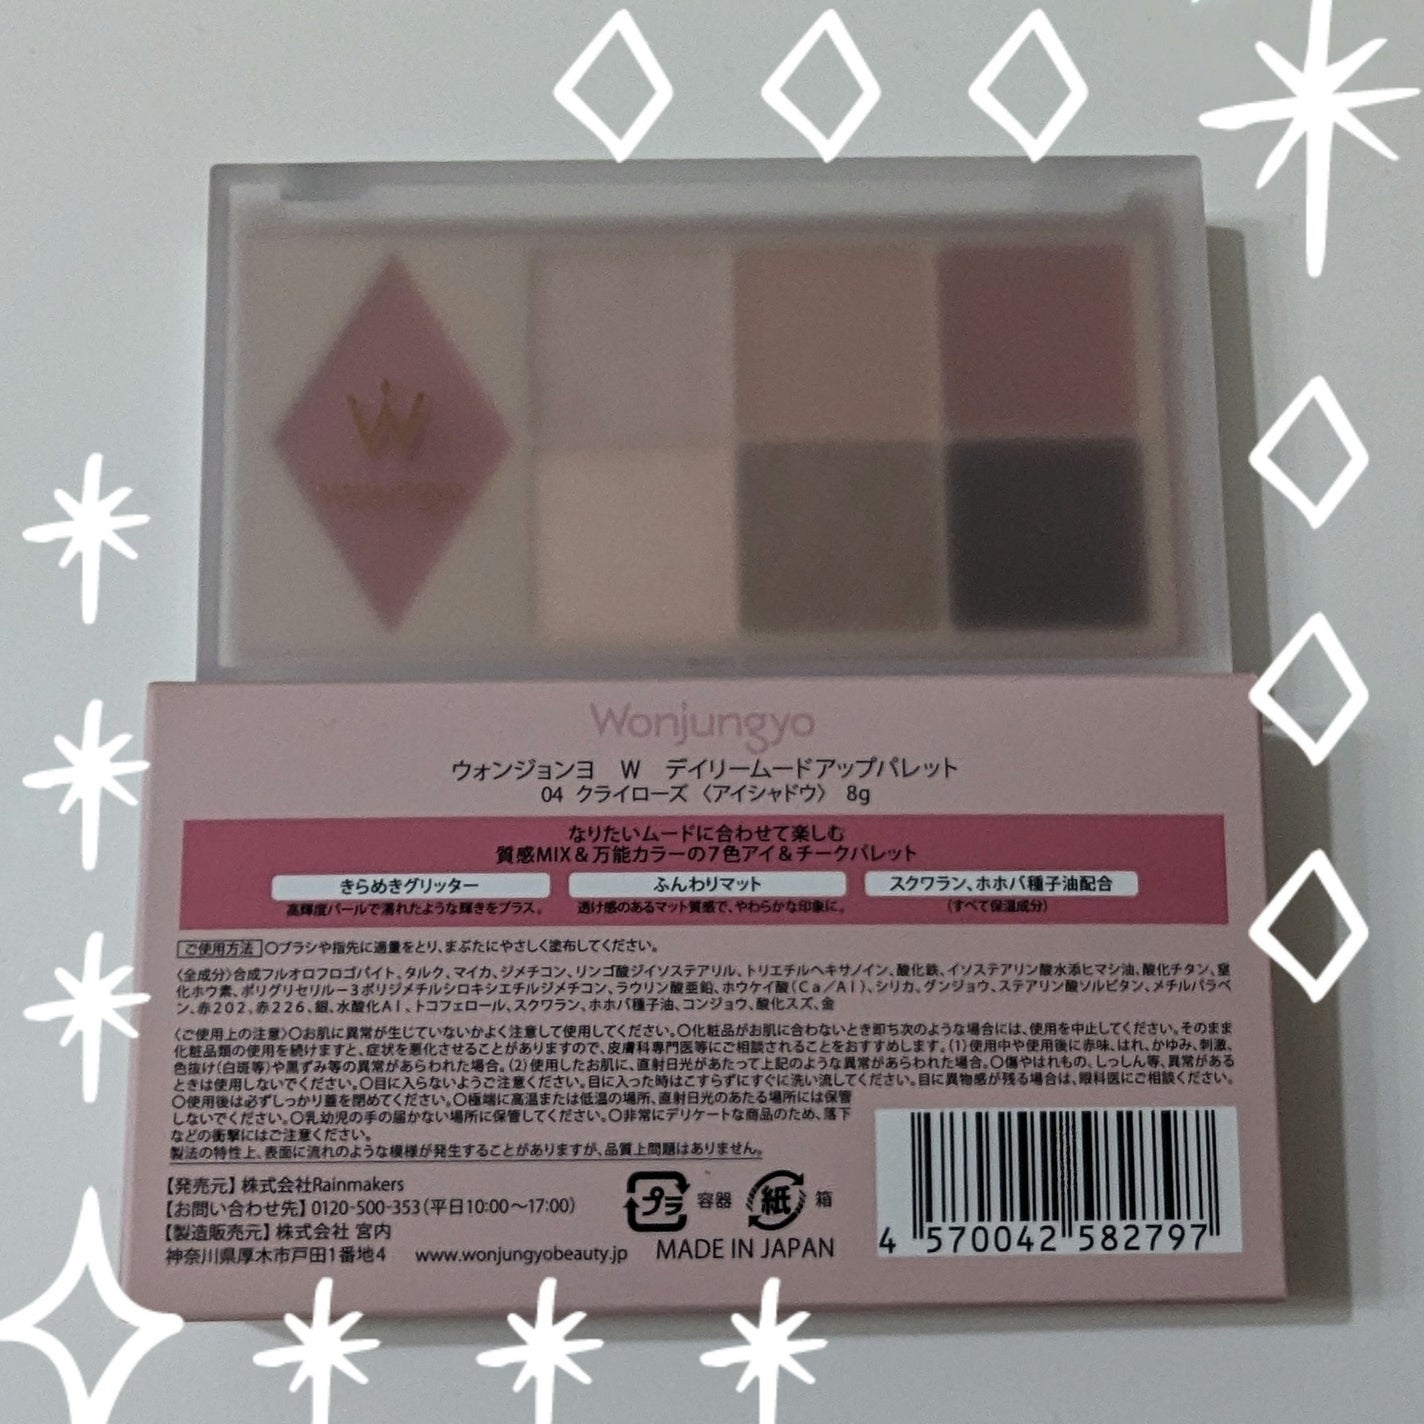 W
Wonjungyo
ウォンジョンヨ W デイリームードアップパレット
04 クライローズ 〈アイシャドウ〉 8g
なりたいムードに合わせて楽しむ
質感MIX＆万能カラーの7色アイ＆チークパレット
きらめきグリッター ふんわりマット スクワラン、ホホバ種子油配合
高輝度パールで濡れたような輝きをプラス。 透け感のあるマット質感で、やわらかな印象に。 (すべて保湿成分)
ご使用方法 〇ブラシや指先に適量をとり、まぶたにやさしく塗布してください。
〈全成分〉合成フルオロフロゴパイト、タルク、マイカ、ジメチコン、リンゴ酸ジイソステアリル、トリエチルヘキサノイン、酸化鉄、イソステアリン酸水添ヒマシ油、酸化チタン、窒
化ホウ素、ポリグリセリル－3ポリジメチルシロキシエチルジメチコン、ラウリン酸亜鉛、ホウケイ酸（Ca／Al）、シリカ、グンジョウ、ステアリン酸ソルビタン、メチルパラベ
ン、赤202、赤226、銀、水酸化Al、トコフェロール、スクワラン、ホホバ種子油、コンジョウ、酸化スズ、金
〈ご使用上の注意〉〇お肌に異常が生じていないかよく注意して使用してください。〇化粧品がお肌に合わないとき即ち次のような場合には、使用を中止してください。そのまま
化粧品類の使用を続けますと、症状を悪化させることがありますので、皮膚科専門医等にご相談されることをおすすめします。(1)使用中や使用後に赤味、はれ、かゆみ、刺激、
色抜け(白斑等)や黒ずみ等の異常があらわれた場合。(2)使用したお肌に、直射日光があたって上記のような異常があらわれた場合。〇傷やはれもの、しっしん等、異常がある
ときは使用しないでください。〇目に入らないようご注意ください。目に入った時はこすらずにすぐに洗い流してください。目に異物感が残る場合は、眼科医にご相談ください。
〇使用後は必ずしっかり蓋を閉めてください。〇極端に高温または低温の場所、直射日光のあたる場所には保管
しないでください。〇乳幼児の手の届かない場所に保管してください。〇非常にデリケートな商品のため、落下
などの衝撃にはご注意ください。
製法の特性上、表面に流れのような模様が発生することがありますが、品質上問題はありません。
【発売元】株式会社Rainmakers
【お問い合わせ先】0120-500-353（平日10:00～17:00）
プラ 容器 紙 箱
【製造販売元】株式会社 宮内
神奈川県厚木市戸田1番地4 www.wonjungyobeauty.jp MADE IN JAPAN
4 570042 582797